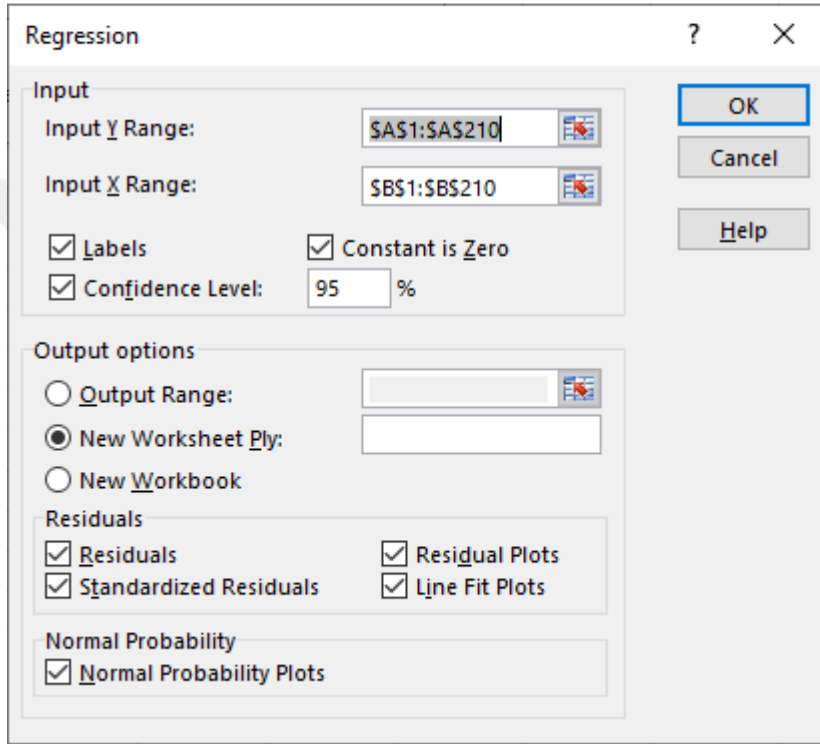 Regression ?
Input
Input Y Range: $A$1:$A$210
Input X Range: $B$1:$B$210
Labels Constant is Zero
Confidence Level: 95 %
OK
Cancel
Help
Output options
Output Range:
New Worksheet Ply:
New Workbook
Residuals
Residuals Residual Plots
Standardized Residuals Line Fit Plots
Normal Probability
Normal Probability Plots